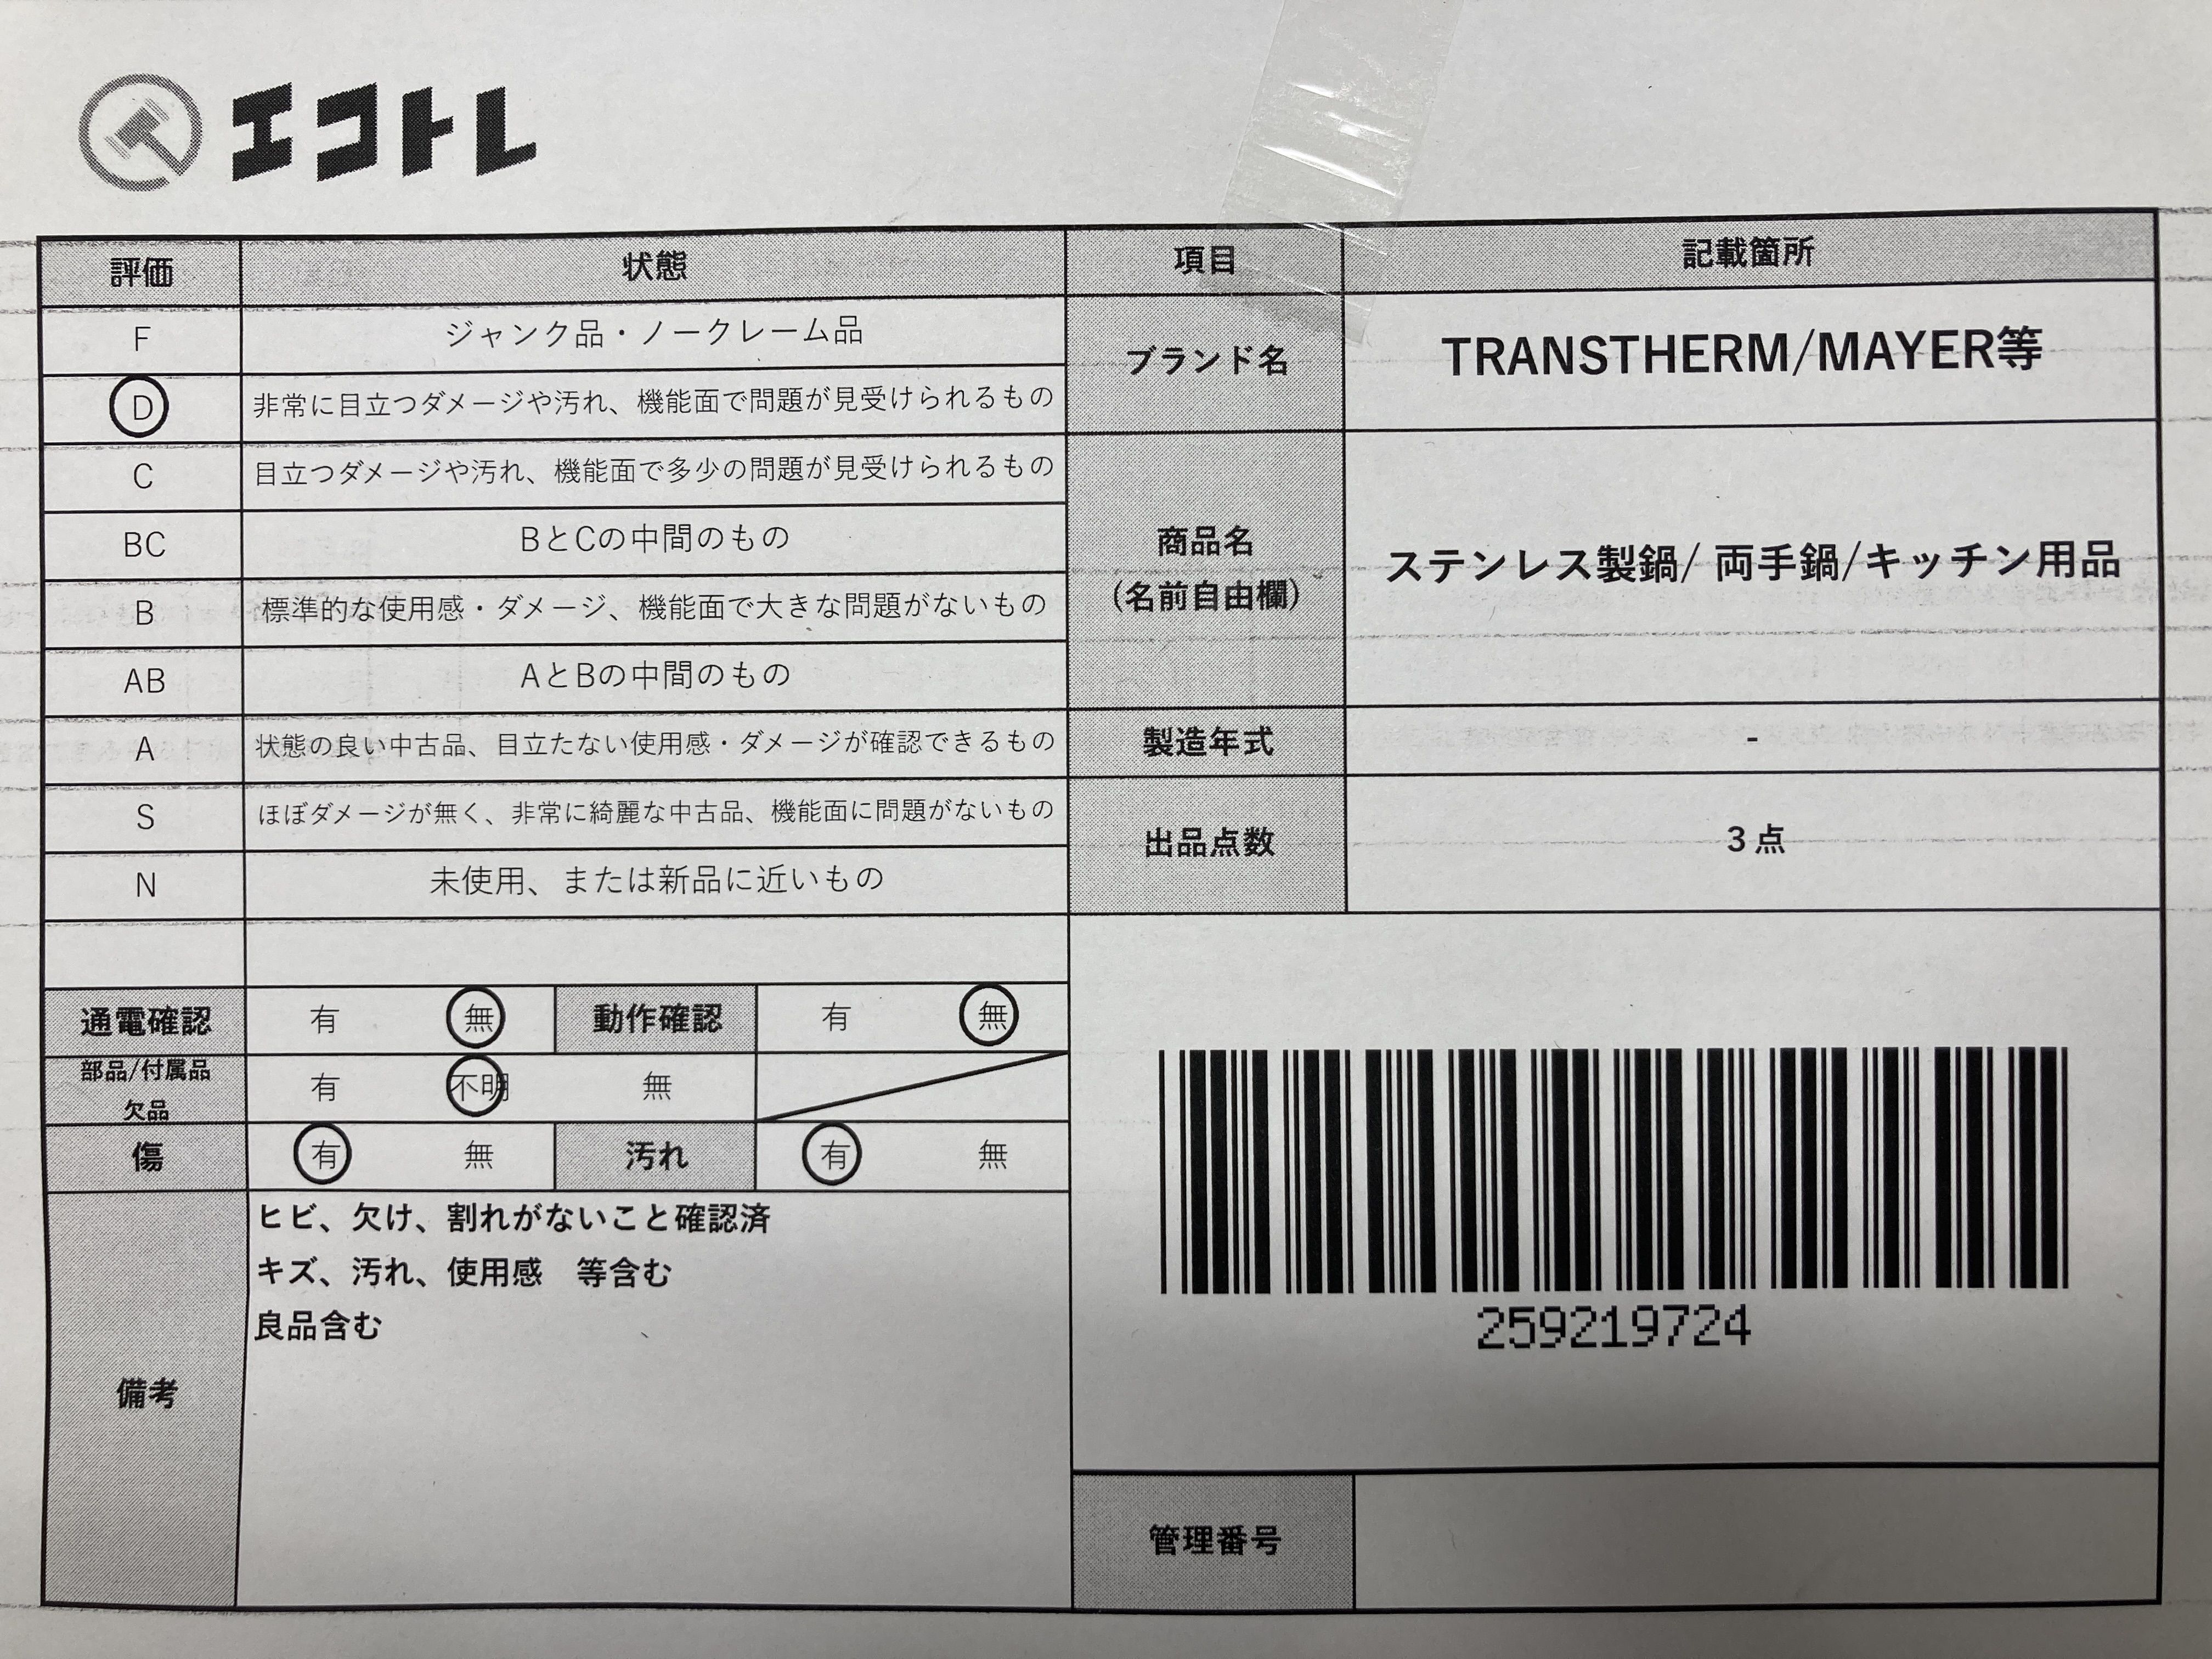 エコトレ
評価 状態 項目 記載箇所
F ジャンク品・ノークレーム品
D 非常に目立つダメージや汚れ、機能面で問題が見受けられるもの
C 目立つダメージや汚れ、機能面で多少の問題が見受けられるもの
BC BとCの中間のもの
B 標準的な使用感・ダメージ、機能面で大きな問題がないもの
AB AとBの中間のもの
A 状態の良い中古品、目立たない使用感・ダメージが確認できるもの
S ほぼダメージが無く、非常に綺麗な中古品、機能面に問題がないもの
N 未使用、または新品に近いもの
ブランド名 TRANSTHERM/MAYER等
商品名
(名前自由欄)
ステンレス製鍋/ 両手鍋/キッチン用品
製造年式 -
出品点数 3点
通電確認 有 無 動作確認 有 無
部品/付属品
欠品
有 不明 無
傷 有 無 汚れ 有 無
備考
ヒビ、欠け、割れがないこと確認済
キズ、汚れ、使用感 等含む
良品含む
259219724
管理番号